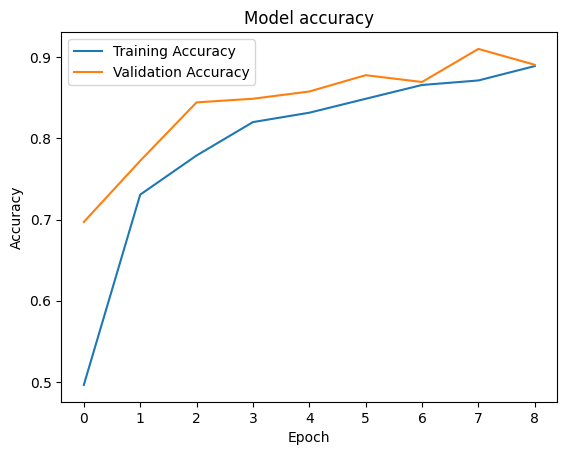 Model accuracy
Training Accuracy
Validation Accuracy
0.9
0.8
0.7
0.6
0.5
Accuracy
0 1 2 3 4 5 6 7 8
Epoch